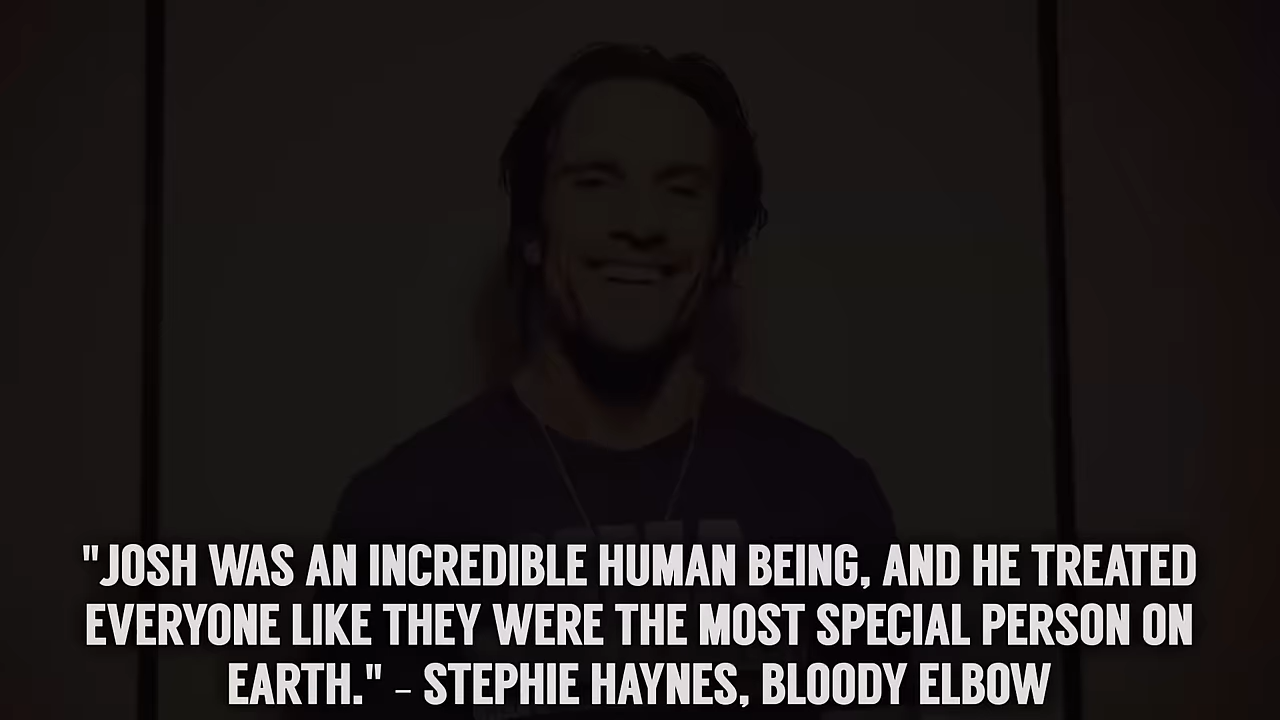 "JOSH WAS AN INCREDIBLE HUMAN BEING, AND HE TREATED
EVERYONE LIKE THEY WERE THE MOST SPECIAL PERSON ON
EARTH." - STEPHIE HAYNES, BLOODY ELBOW